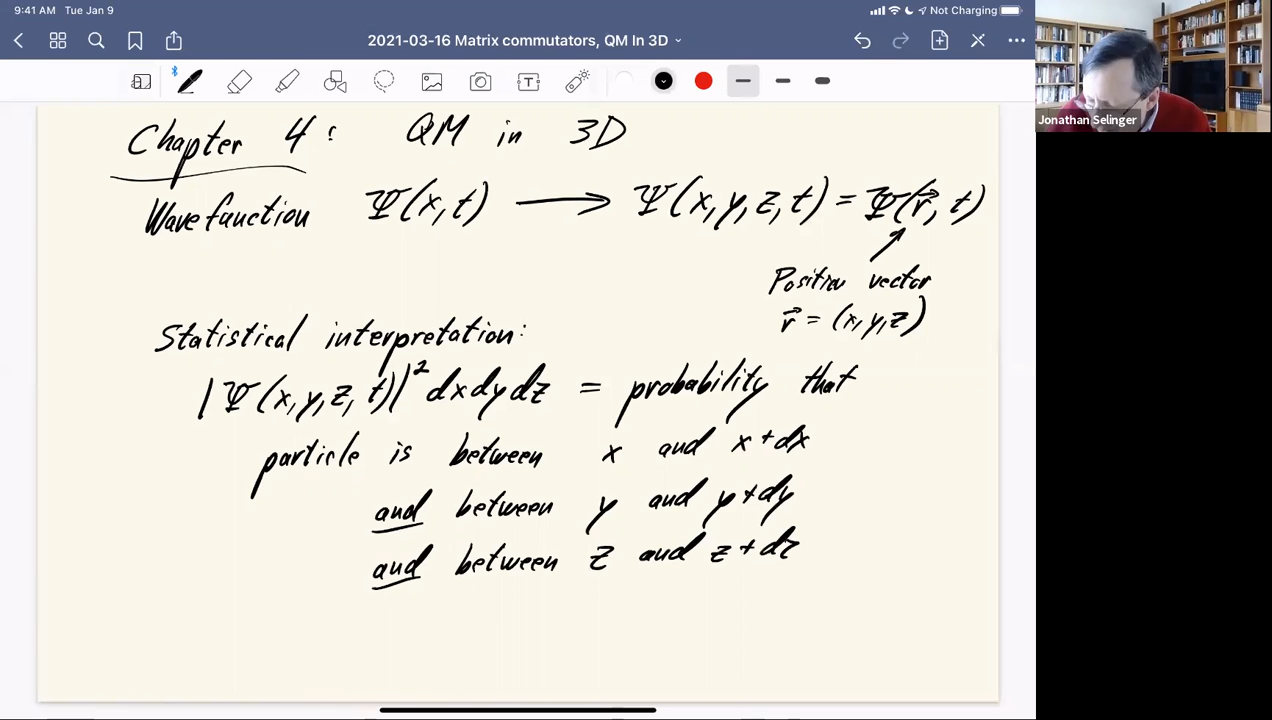 9:41 AM Tue Jan 9
Not Charging
2021-03-16 Matrix commutators, QM In 3D
Jonathan Selinger
Chapter 4: QM in 3D
Wavefunction Ψ(x,t) → Ψ(x,y,z,t) = Ψ(r⃗, t)
Position vector
r⃗ = (x,y,z)
Statistical interpretation:
|Ψ(x,y,z,t)|² dx dy dz = probability that
particle is between x and x+dx
and between y and y+dy
and between z and z+dz